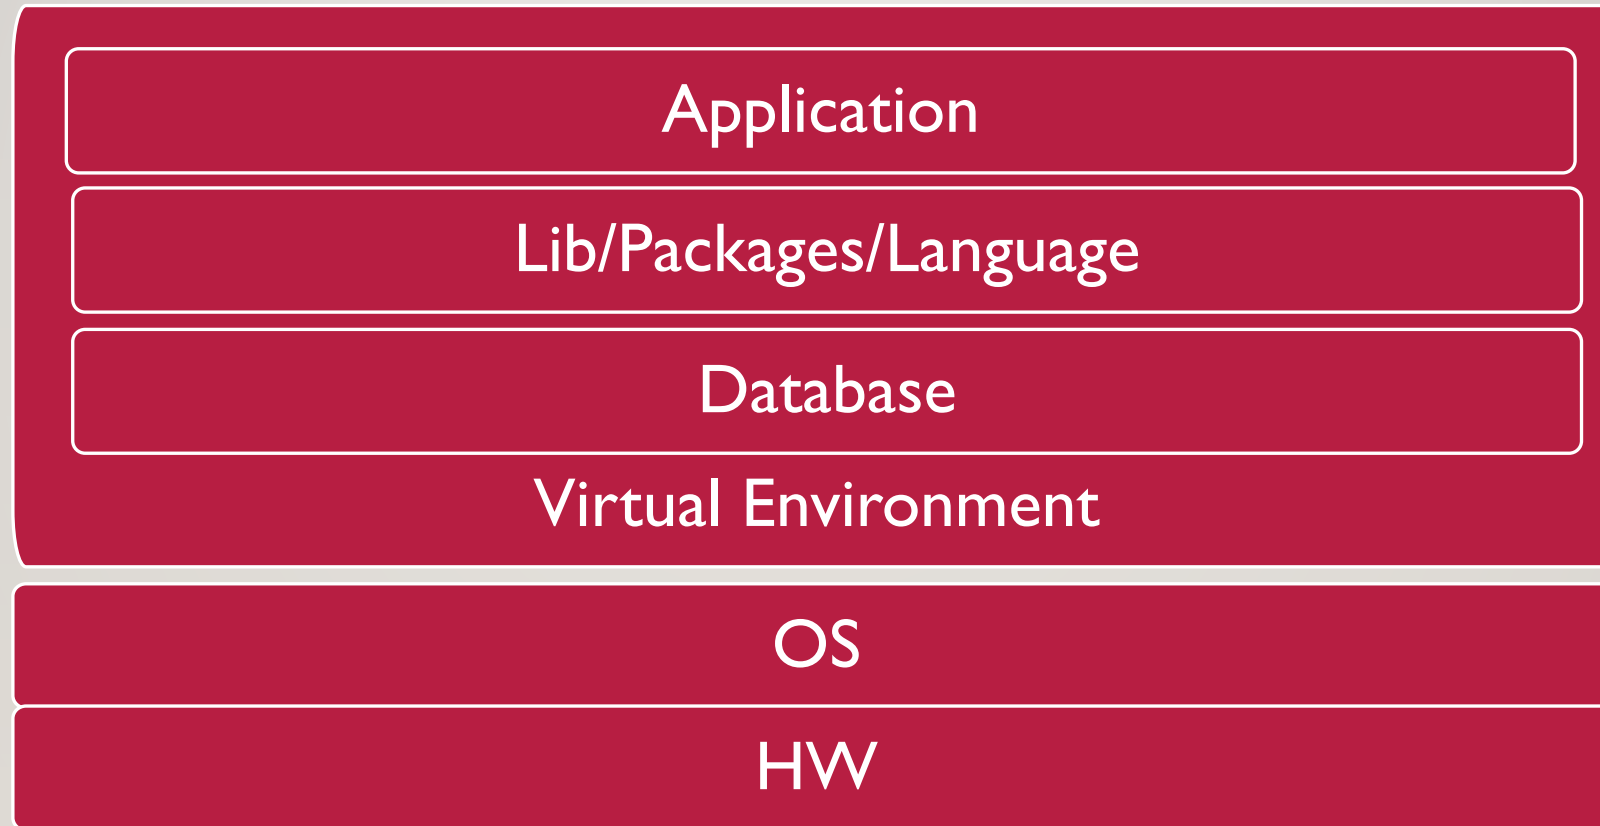 Application
Lib/Packages/Language
Database
Virtual Environment
OS
HW